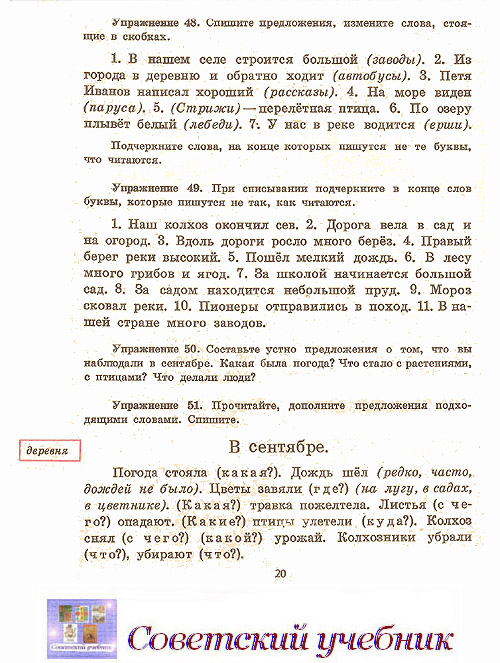 Упражнение 48. Спишите предложения, измените слова, стоя-
щие в скобках.
1. В нашем селе строится большой (заводы). 2. Из
города в деревню и обратно ходит (автобусы). 3. Петя
Иванов написал хороший (рассказы). 4. На море виден
(паруса). 5. (Стрижи) — перелётная птица. 6. По озеру
плывёт белый (лебеди). 7. У нас в реке водится (ерши).
Подчеркните слова, на конце которых пишутся не те буквы,
что читаются.
Упражнение 49. При списывании подчеркните в конце слов
буквы, которые пишутся не так, как читаются.
1. Наш колхоз окончил сев. 2. Дорога вела в сад и
на огород. 3. Вдоль дороги росло много берёз. 4. Правый
берег реки высокий. 5. Пошёл мелкий дождь. 6. В лесу
много грибов и ягод. 7. За школой начинается большой
сад. 8. За садом находится небольшой пруд. 9. Мороз
сковал реки. 10. Пионеры отправились в поход. 11. В на-
шей стране много заводов.
Упражнение 50. Составьте устно предложения о том, что вы
наблюдали в сентябре. Какая была погода? Что стало с растениями,
с птицами? Что делали люди?
Упражнение 51. Прочитайте, дополните предложения подхо-
дящими словами. Спишите.
деревня
В сентябре.
Погода стояла (какая?). Дождь шёл (редко, часто,
дождей не было). Цветы завяли (где?) (на лугу, в садах,
в цветнике). (Какая?) травка пожелтела. Листья (с че-
го?) опадают. (Какие?) птицы улетели (куда?). Колхоз
снял (с чего?) (какой?) урожай. Колхозники убрали
(что?), убирают (что?).
20
Советский учебник
Советский учебник